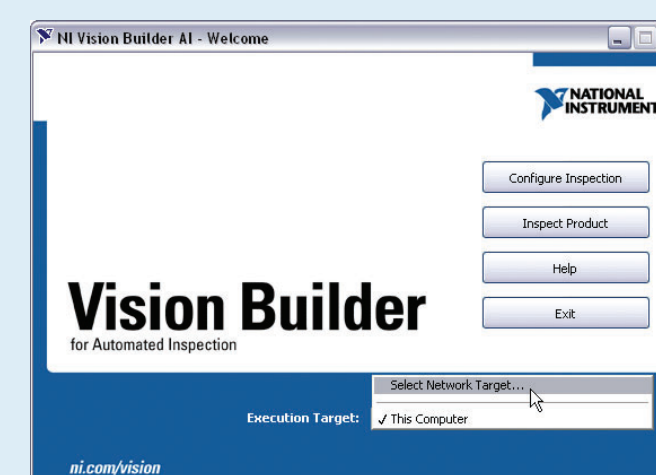 NI Vision Builder AI - Welcome
NATIONAL
INSTRUMENT
Configure Inspection
Inspect Product
Help
Exit
Vision Builder
for Automated Inspection
Select Network Target...
Execution Target:
✓ This Computer
ni.com/vision